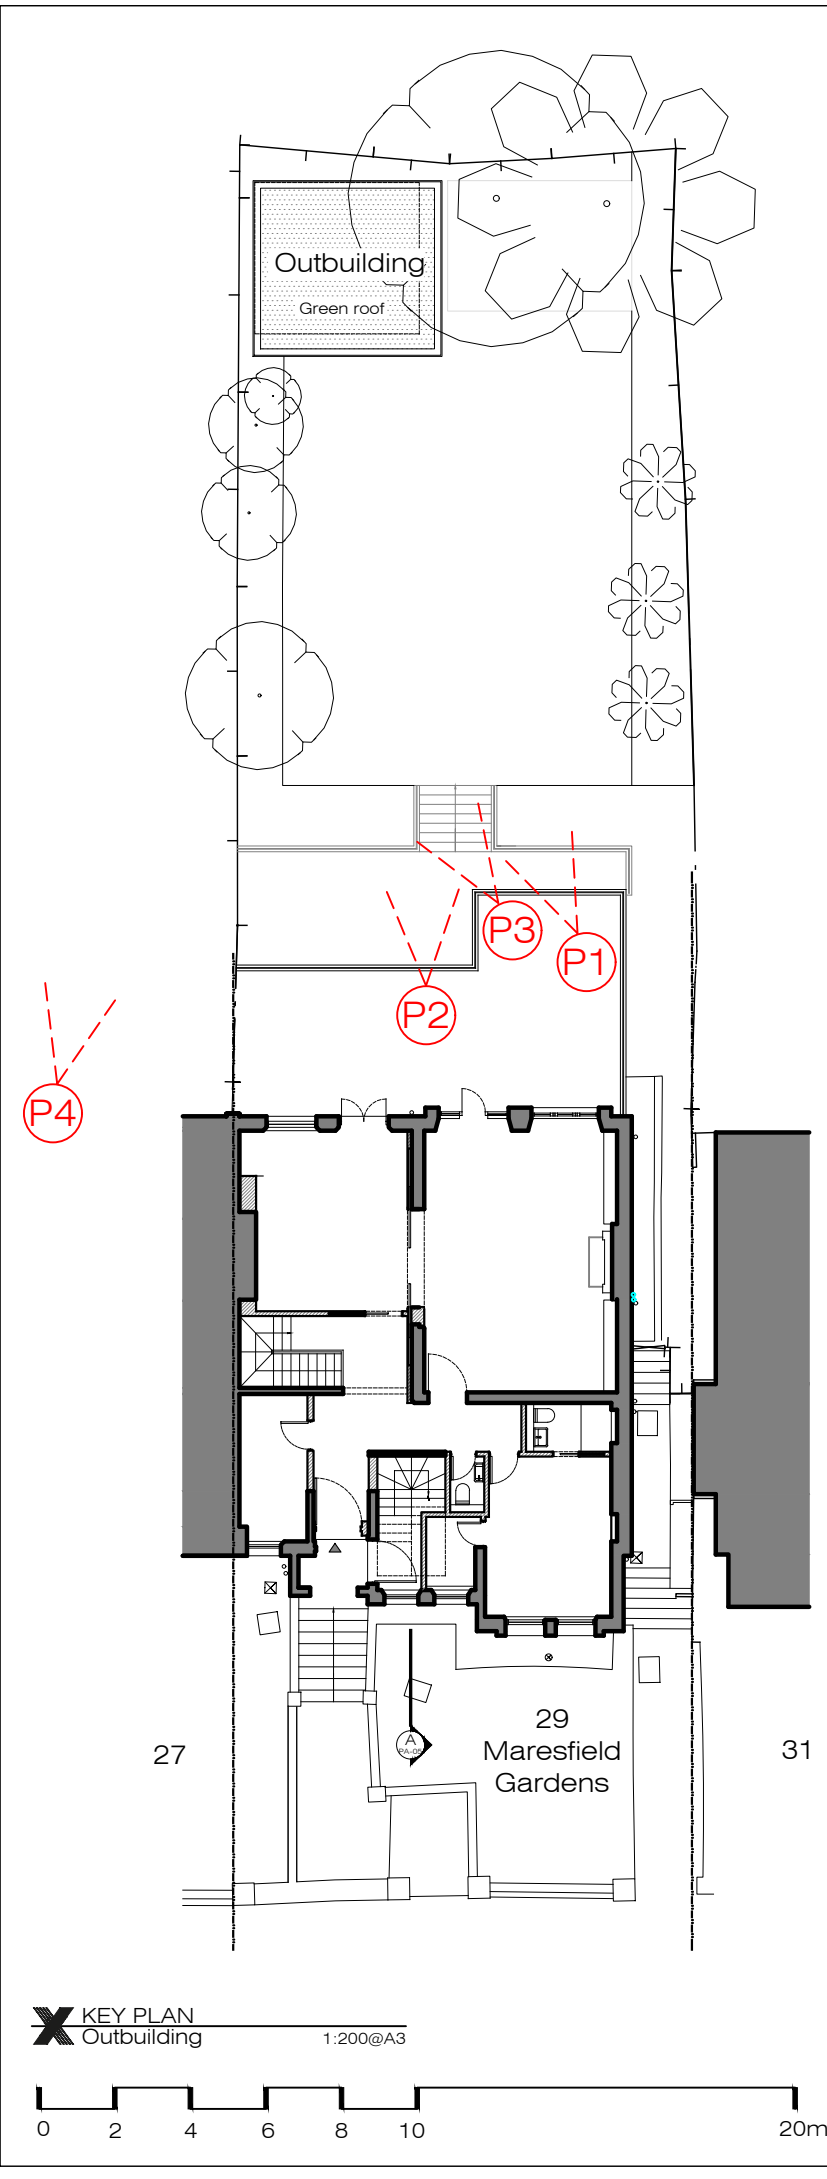 Outbuilding
Green roof
P3
P1
P2
P4
A
PA-05
29
Maresfield
Gardens
27
31
KEY PLAN
Outbuilding
1:200@A3
0 2 4 6 8 10 20m